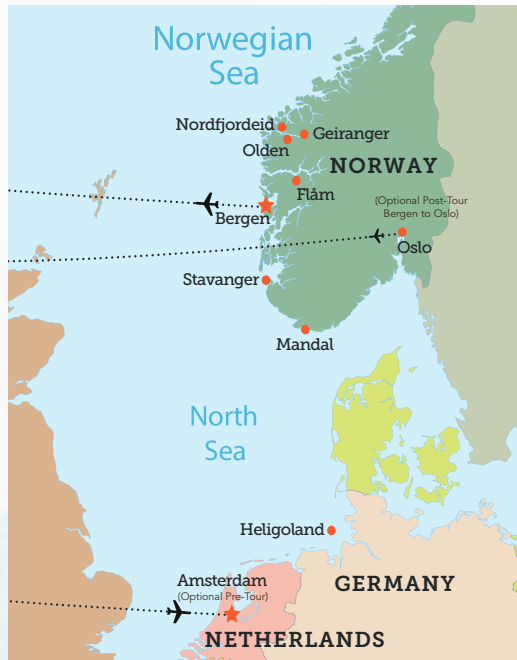 Norwegian
Sea
Nordfjordeid
Geiranger
Olden
NORWAY
Flåm
(Optional Post-Tour
Bergen to Oslo)
Bergen
Oslo
Stavanger
Mandal
North
Sea
Heligoland
Amsterdam
(Optional Pre-Tour)
GERMANY
NETHERLANDS